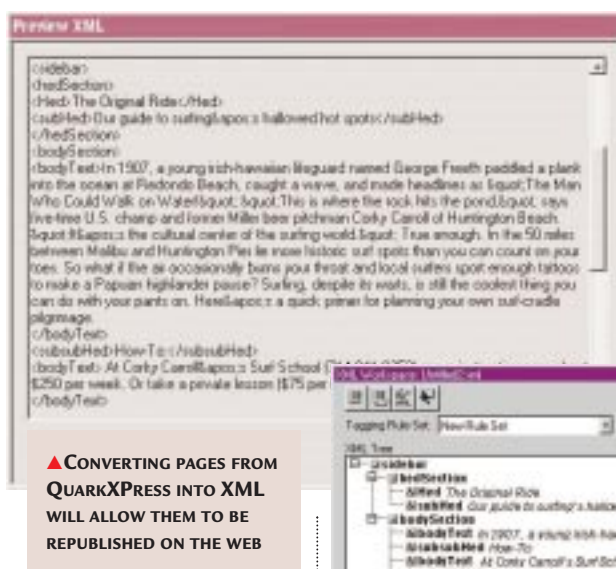 Preview XML
<sidebar>
<hedSection>
<Hed>The Original Ride</Hed>
<subHed>Our guide to surfing&apos;s hallowed hot spots</subHed>
</hedSection>
<bodySection>
<bodyText>In 1907, a young Irish-Hawaiian lifeguard named George Freeth paddled a plank
into the ocean at Redondo Beach, caught a wave, and made headlines as &quot;The Man
Who Could Walk on Water!&quot; &quot;This is where the rock hits the pond,&quot; says
five-time U.S. champ and former Miller beer pitchman Corky Carroll of Huntington Beach.
&quot;It&apos;s the cultural center of the surfing world.&quot; True enough. In the 50 miles
between Malibu and Huntington Pier lie more historic surf spots than you can count on your
toes. So what if the air occasionally burns your throat and local surfers sport enough tattoos
to make a Papuan highlander pause? Surfing, despite its warts, is still the coolest thing you
can do with your pants on. Here&apos;s a quick primer for planning your own surf-cradle
pilgrimage.
</bodyText>
<subsubHed>How-To</subsubHed>
<bodyText> At Corky Carroll&apos;s Surf School
$250 per week. Or take a private lesson ($75 per
</bodyText>
XML Workspace: Untitled.xml
Tagging Rule Set: New Rule Set
XML Tree
sidebar
hedSection
Hed The Original Ride
subHed Our guide to surfing's hallow
bodySection
bodyText In 1907, a young Irish-Haw
subsubHed How-To
bodyText At Corky Carroll's Surf Sch
▲CONVERTING PAGES FROM
QUARKXPRESS INTO XML
WILL ALLOW THEM TO BE
REPUBLISHED ON THE WEB